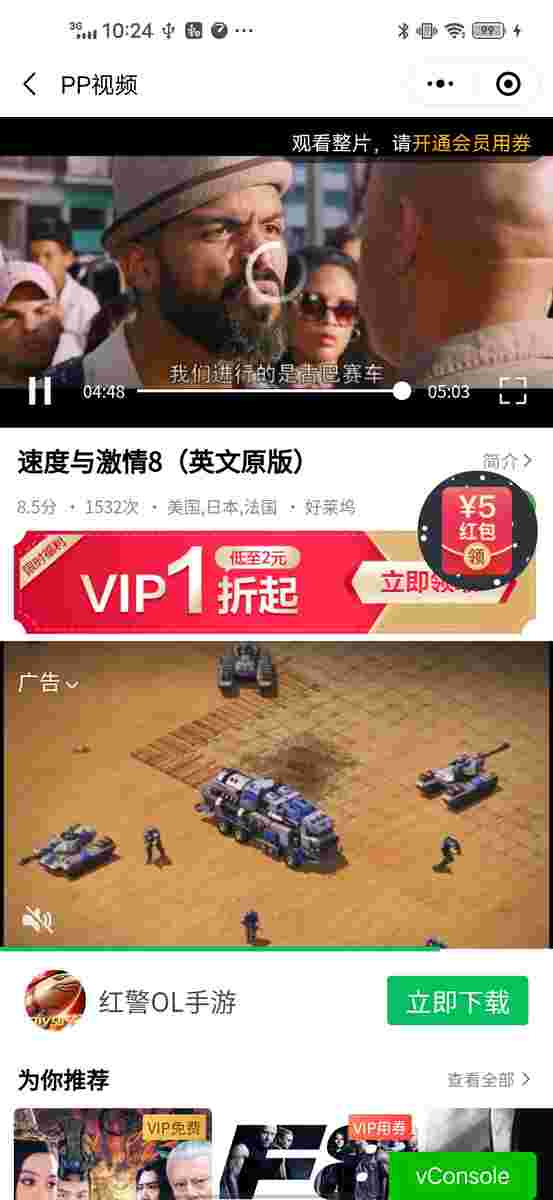 3G 10:24 99
PP视频
观看整片，请开通会员用券
我们進行的是古巴赛车
04:48 05:03
速度与激情8（英文原版）
简介
8.5分 · 1532次 · 美国,日本,法国 · 好莱坞
¥5
红包
领
限时福利
VIP1折起
低至2元
立即领
广告
红警OL手游
立即下载
为你推荐
查看全部
VIP免费
F8
VIP用券
vConsole